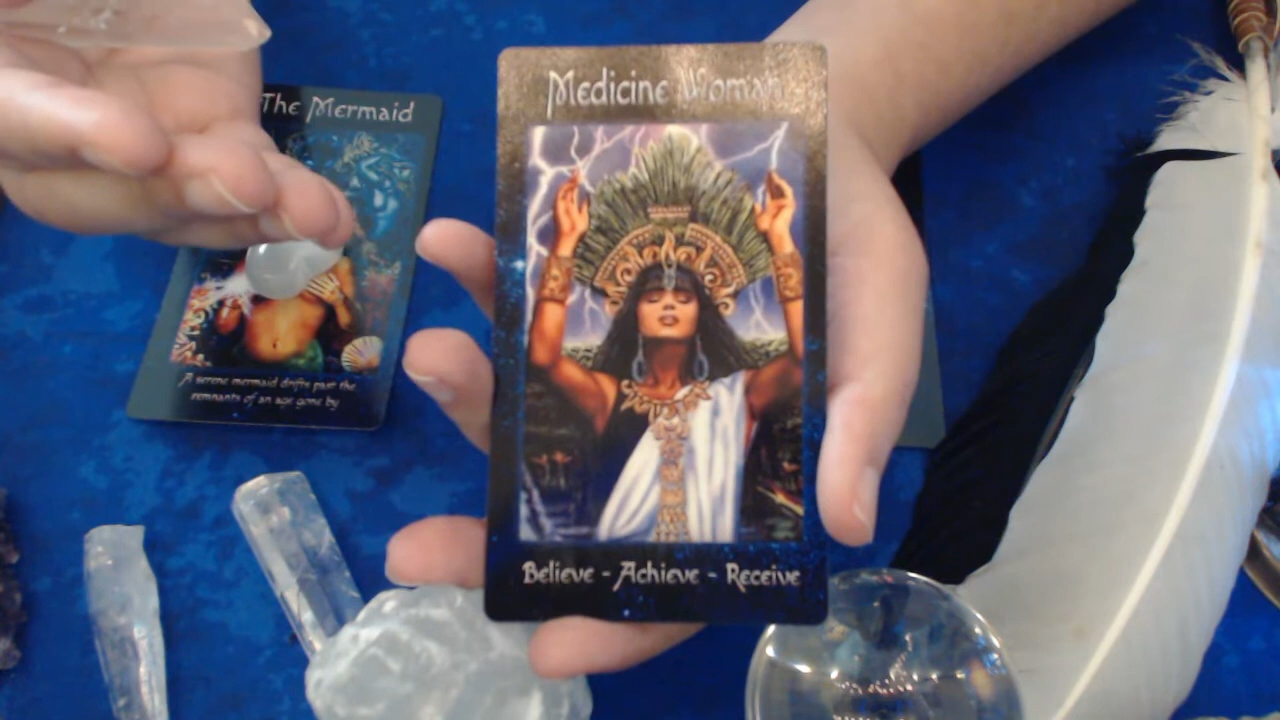 The Mermaid
A serene mermaid drifts past the
remnants of an age gone by
Medicine Woman
Believe - Achieve - Receive